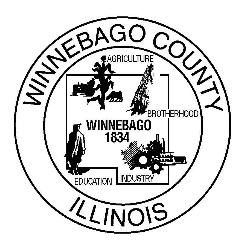 WINNEBAGO COUNTY
AGRICULTURE
BROTHERHOOD
WINNEBAGO
1834
EDUCATION
INDUSTRY
ILLINOIS